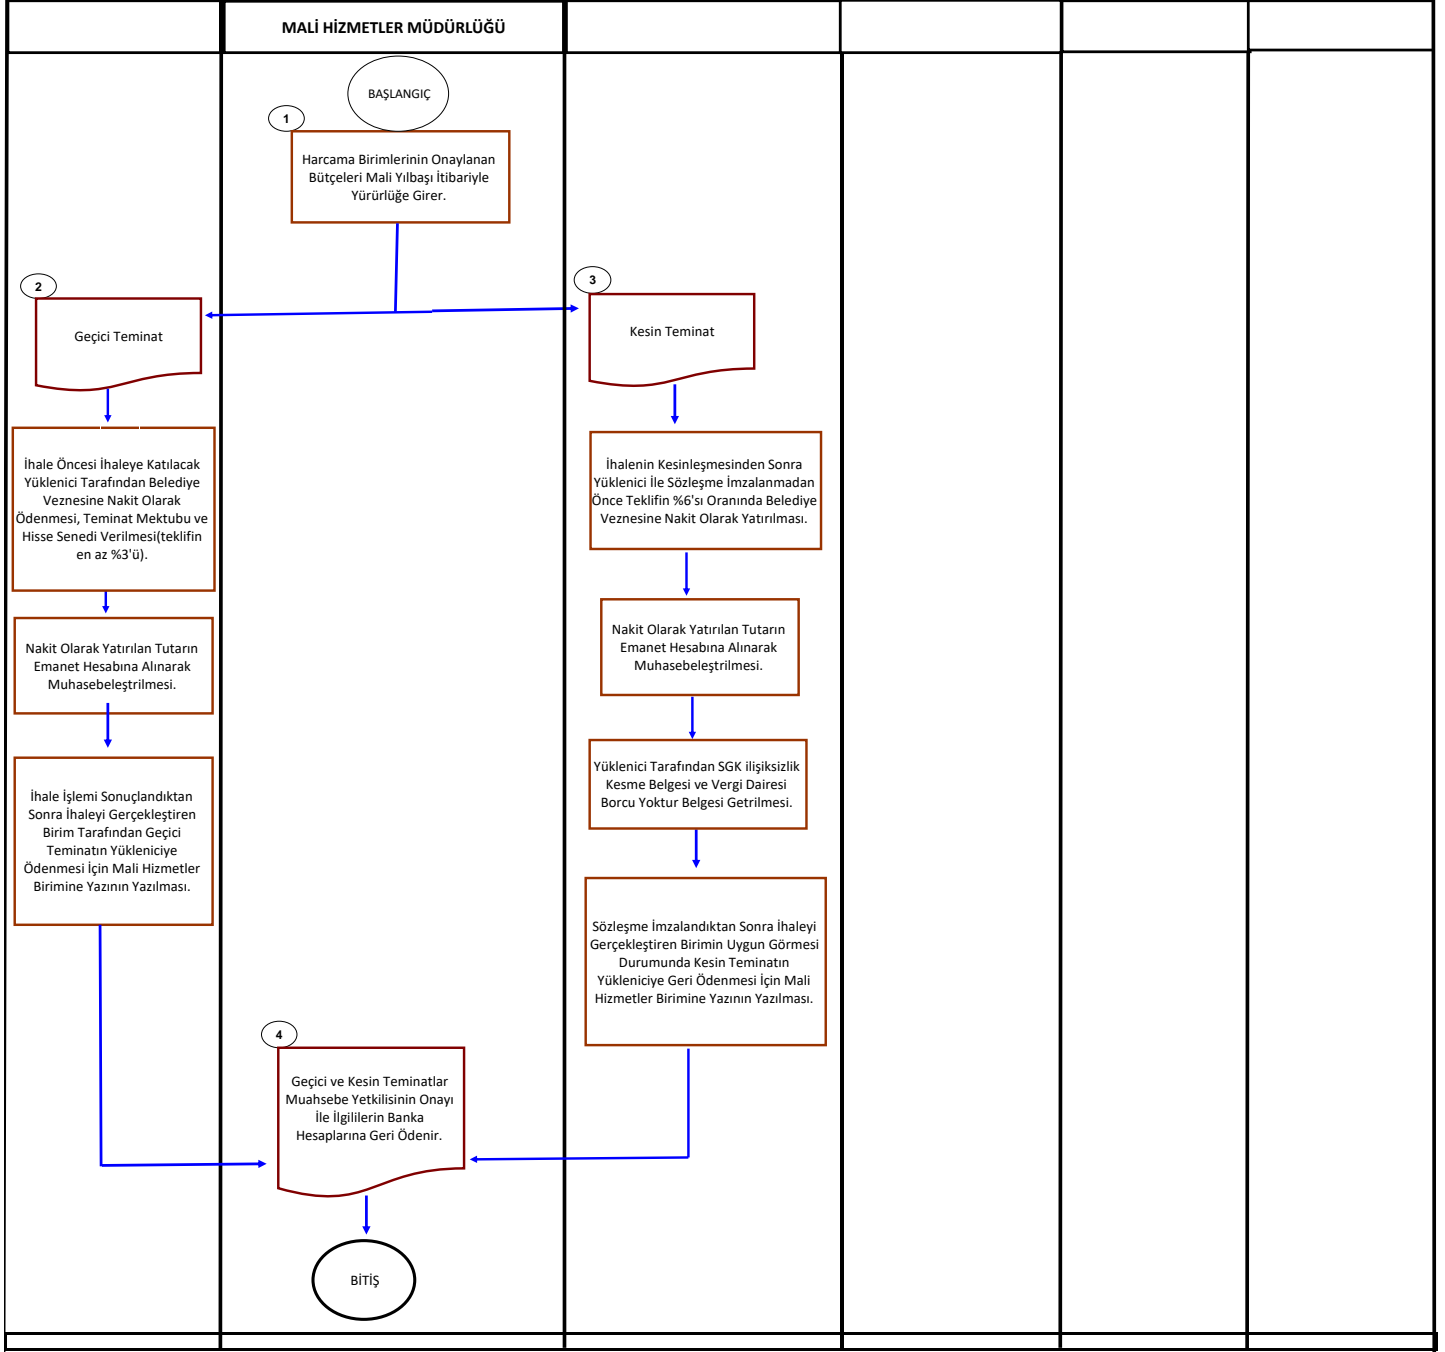 MALİ HİZMETLER MÜDÜRLÜĞÜ
BAŞLANGIÇ
1
Harcama Birimlerinin Onaylanan
Bütçeleri Mali Yılbaşı İtibariyle
Yürürlüğe Girer.
2
Geçici Teminat
3
Kesin Teminat
İhale Öncesi İhaleye Katılacak
Yüklenici Tarafından Belediye
Veznesine Nakit Olarak
Ödenmesi, Teminat Mektubu ve
Hisse Senedi Verilmesi(teklifin
en az %3'ü).
Nakit Olarak Yatırılan Tutarın
Emanet Hesabına Alınarak
Muhasebeleştrilmesi.
İhale İşlemi Sonuçlandıktan
Sonra İhaleyi Gerçekleştiren
Birim Tarafından Geçici
Teminatın Yükleniciye
Ödenmesi İçin Mali Hizmetler
Birimine Yazının Yazılması.
İhalenin Kesinleşmesinden Sonra
Yüklenici İle Sözleşme İmzalanmadan
Önce Teklifin %6'sı Oranında Belediye
Veznesine Nakit Olarak Yatırılması.
Nakit Olarak Yatırılan Tutarın
Emanet Hesabına Alınarak
Muhasebeleştrilmesi.
Yüklenici Tarafından SGK ilişiksizlik
Kesme Belgesi ve Vergi Dairesi
Borcu Yoktur Belgesi Getrilmesi.
Sözleşme İmzalandıktan Sonra İhaleyi
Gerçekleştiren Birimin Uygun Görmesi
Durumunda Kesin Teminatın
Yükleniciye Geri Ödenmesi İçin Mali
Hizmetler Birimine Yazının Yazılması.
4
Geçici ve Kesin Teminatlar
Muahsebe Yetkilisinin Onayı
İle İlgililerin Banka
Hesaplarına Geri Ödenir.
BİTİŞ